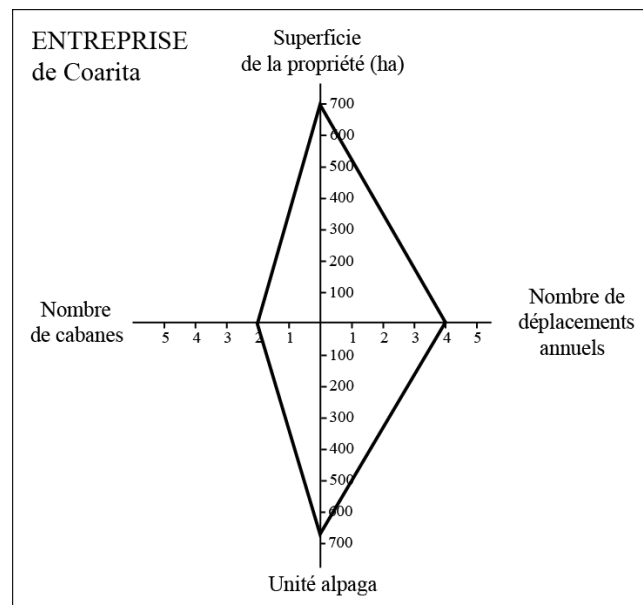 ENTREPRISE
de Coarita
Superficie
de la propriété (ha)
700
600
500
400
300
200
100
Nombre
de cabanes
5 4 3 2 1 1 2 3 4 5
Nombre de
déplacements
annuels
100
200
300
400
500
600
700
Unité alpaga